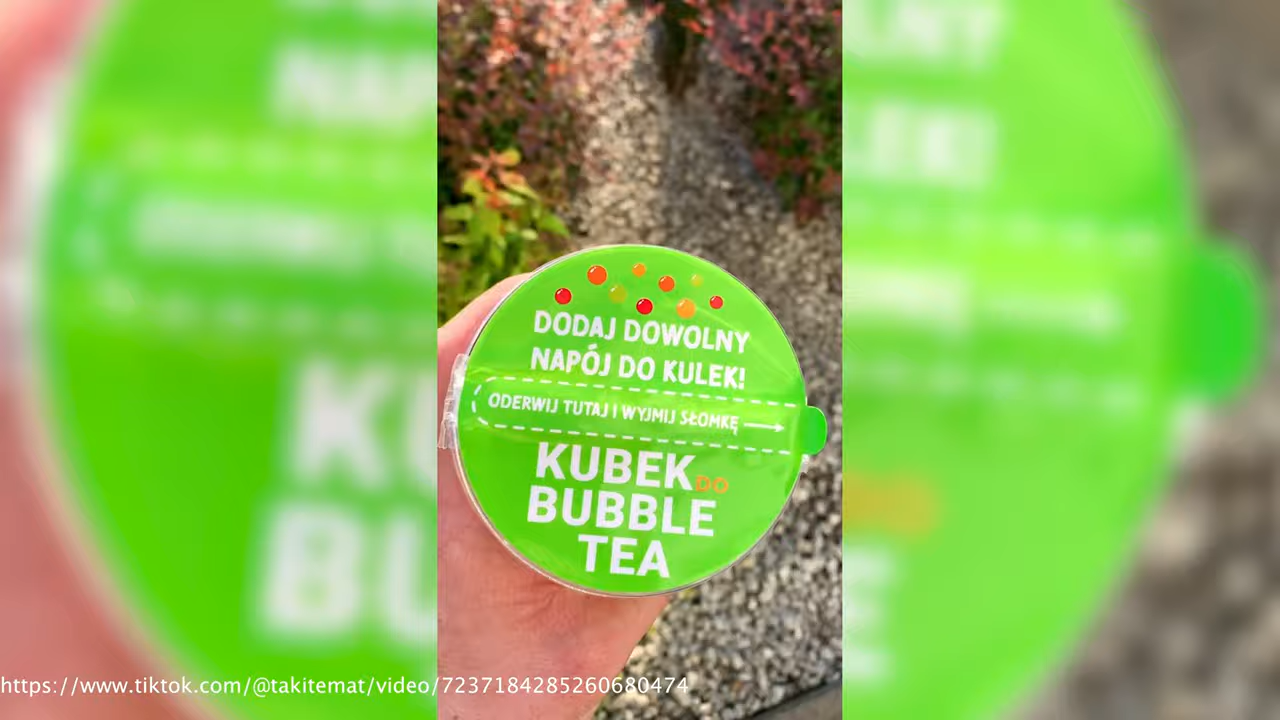 DODAJ DOWOLNY
NAPÓJ DO KULEK!
ODERWIJ TUTAJ I WYJMIJ SŁOMKĘ
KUBEK DO
BUBBLE
TEA
https://www.tiktok.com/@takitemat/video/7237184285260680474